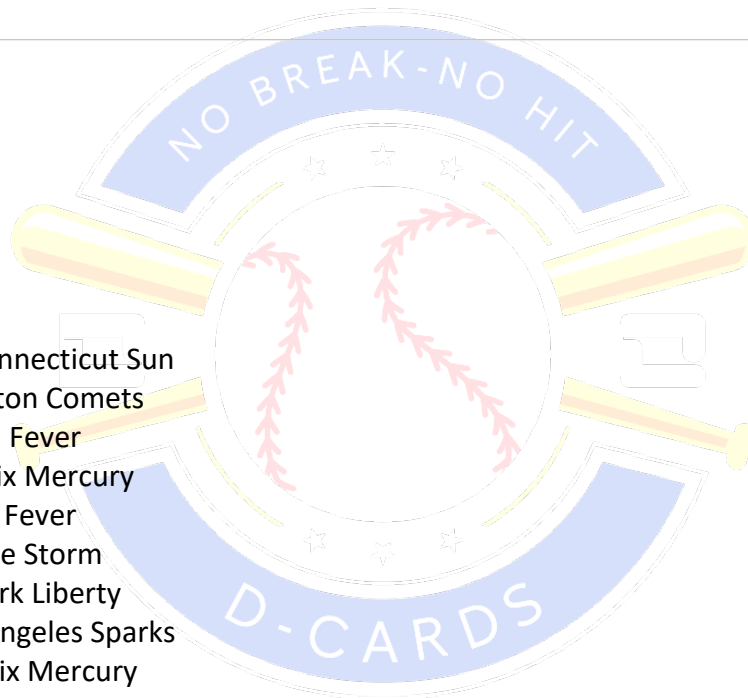 NO BREAK-NO HIT
nnecticut Sun
ton Comets
Fever
ix Mercury
Fever
e Storm
rk Liberty
ngeles Sparks
ix Mercury
D-CARDS